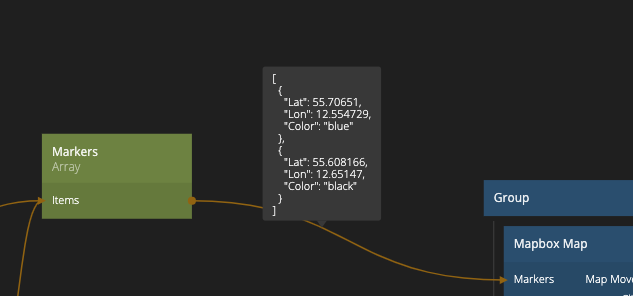 [
{
"Lat": 55.70651,
"Lon": 12.554729,
"Color": "blue"
},
{
"Lat": 55.608166,
"Lon": 12.65147,
"Color": "black"
}
]
Markers
Array
Items
Group
Mapbox Map
Markers Map Mov